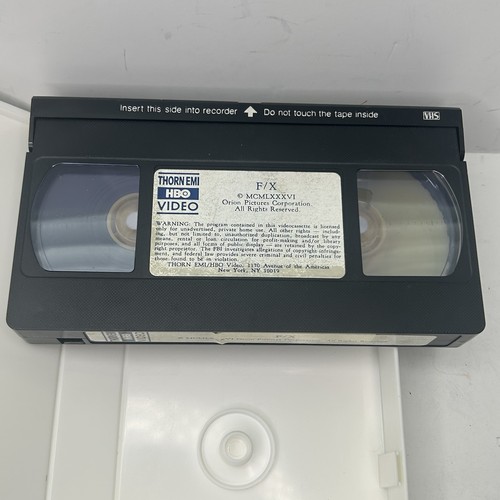 Insert this side into recorder Do not touch the tape inside
VHS
THORN EMI
HBO
VIDEO
F/X
© MCMLXXXVI
Orion Pictures Corporation.
All Rights Reserved.
WARNING: The program contained in this videocassette is licensed
only for unadvertised, private home use. All other rights — includ-
ing, but not limited to, unauthorized duplication, broadcast by any
means, rental or loan circulation for profit-making and/or library
purposes, and all forms of public display — are retained by the copy-
right proprietor. The FBI investigates allegations of copyright infringe-
ment, and federal law provides severe criminal and civil penalties for
those found to be in violation.
THORN EMI/HBO Video, 1130 Avenue of the Americas
New York, NY 10019
F/X